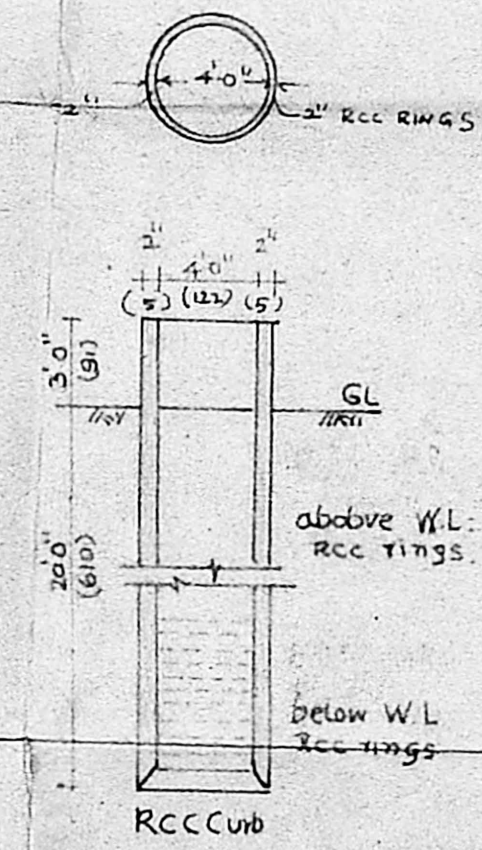 4'0"
2"
2" RCC RINGS
2" 4'0" 2"
(5) (122) (5)
3'0"
(91)
GL
abobve W.L:
RCC rings.
20'0"
(610)
below W.L
RCC rings
RCC Curb